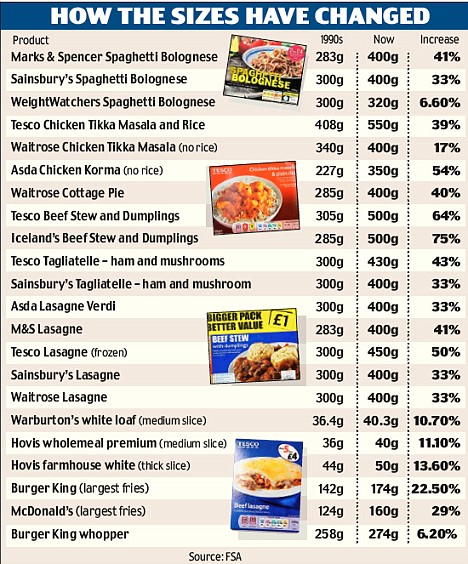 HOW THE SIZES HAVE CHANGED
Product 1990s Now Increase
Marks & Spencer Spaghetti Bolognese 283g 400g 41%
Sainsbury's Spaghetti Bolognese 300g 400g 33%
WeightWatchers Spaghetti Bolognese 300g 320g 6.60%
Tesco Chicken Tikka Masala and Rice 408g 550g 39%
Waitrose Chicken Tikka Masala (no rice) 340g 400g 17%
Asda Chicken Korma (no rice) 227g 350g 54%
Waitrose Cottage Pie 285g 400g 40%
Tesco Beef Stew and Dumplings 305g 500g 64%
Iceland's Beef Stew and Dumplings 285g 500g 75%
Tesco Tagliatelle – ham and mushrooms 300g 430g 43%
Sainsbury's Tagliatelle – ham and mushroom 300g 400g 33%
Asda Lasagne Verdi 300g 400g 33%
M&S Lasagne 283g 400g 41%
Tesco Lasagne (frozen) 300g 450g 50%
Sainsbury's Lasagne 300g 400g 33%
Waitrose Lasagne 300g 400g 33%
Warburton's white loaf (medium slice) 36.4g 40.3g 10.70%
Hovis wholemeal premium (medium slice) 36g 40g 11.10%
Hovis farmhouse white (thick slice) 44g 50g 13.60%
Burger King (largest fries) 142g 174g 22.50%
McDonald's (largest fries) 124g 160g 29%
Burger King whopper 258g 274g 6.20%
Source: FSA
SPAGHETTI
BOLOGNESE
TESCO
Chicken tikka masala
& plain rice
BIGGER PACK
BETTER VALUE
£1
BEEF STEW
with dumplings
TESCO
£4
Beef lasagne